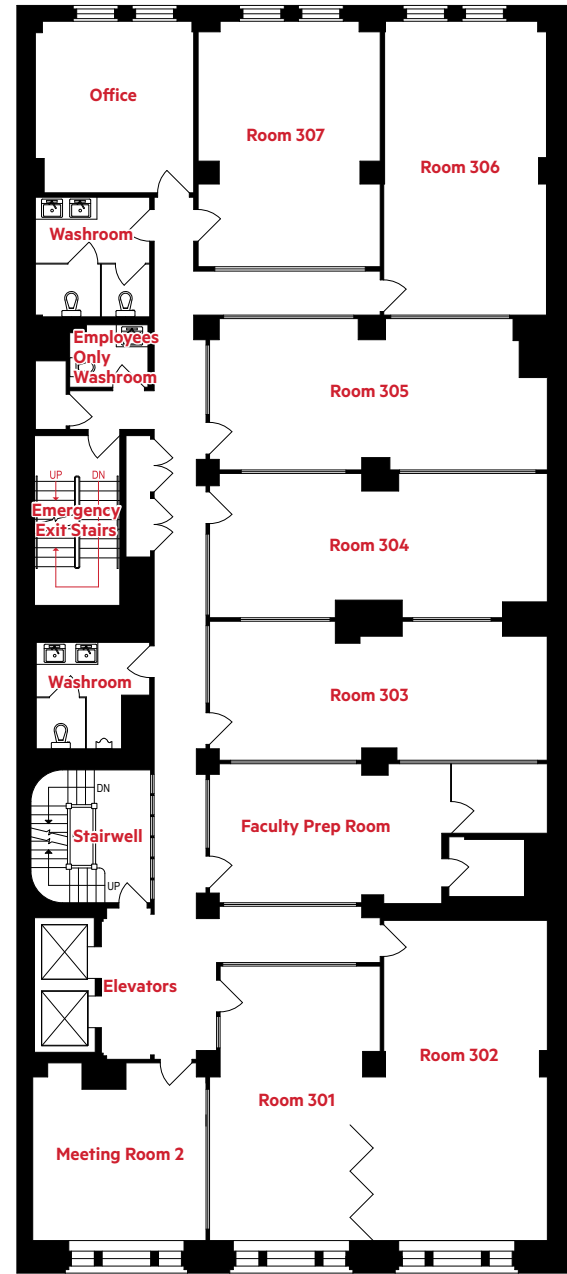 Office
Room 307
Room 306
Washroom
Employees
Only
Washroom
Room 305
UP
DN
Emergency
Exit Stairs
Room 304
Washroom
Room 303
DN
Stairwell
UP
Faculty Prep Room
Elevators
Room 302
Room 301
Meeting Room 2